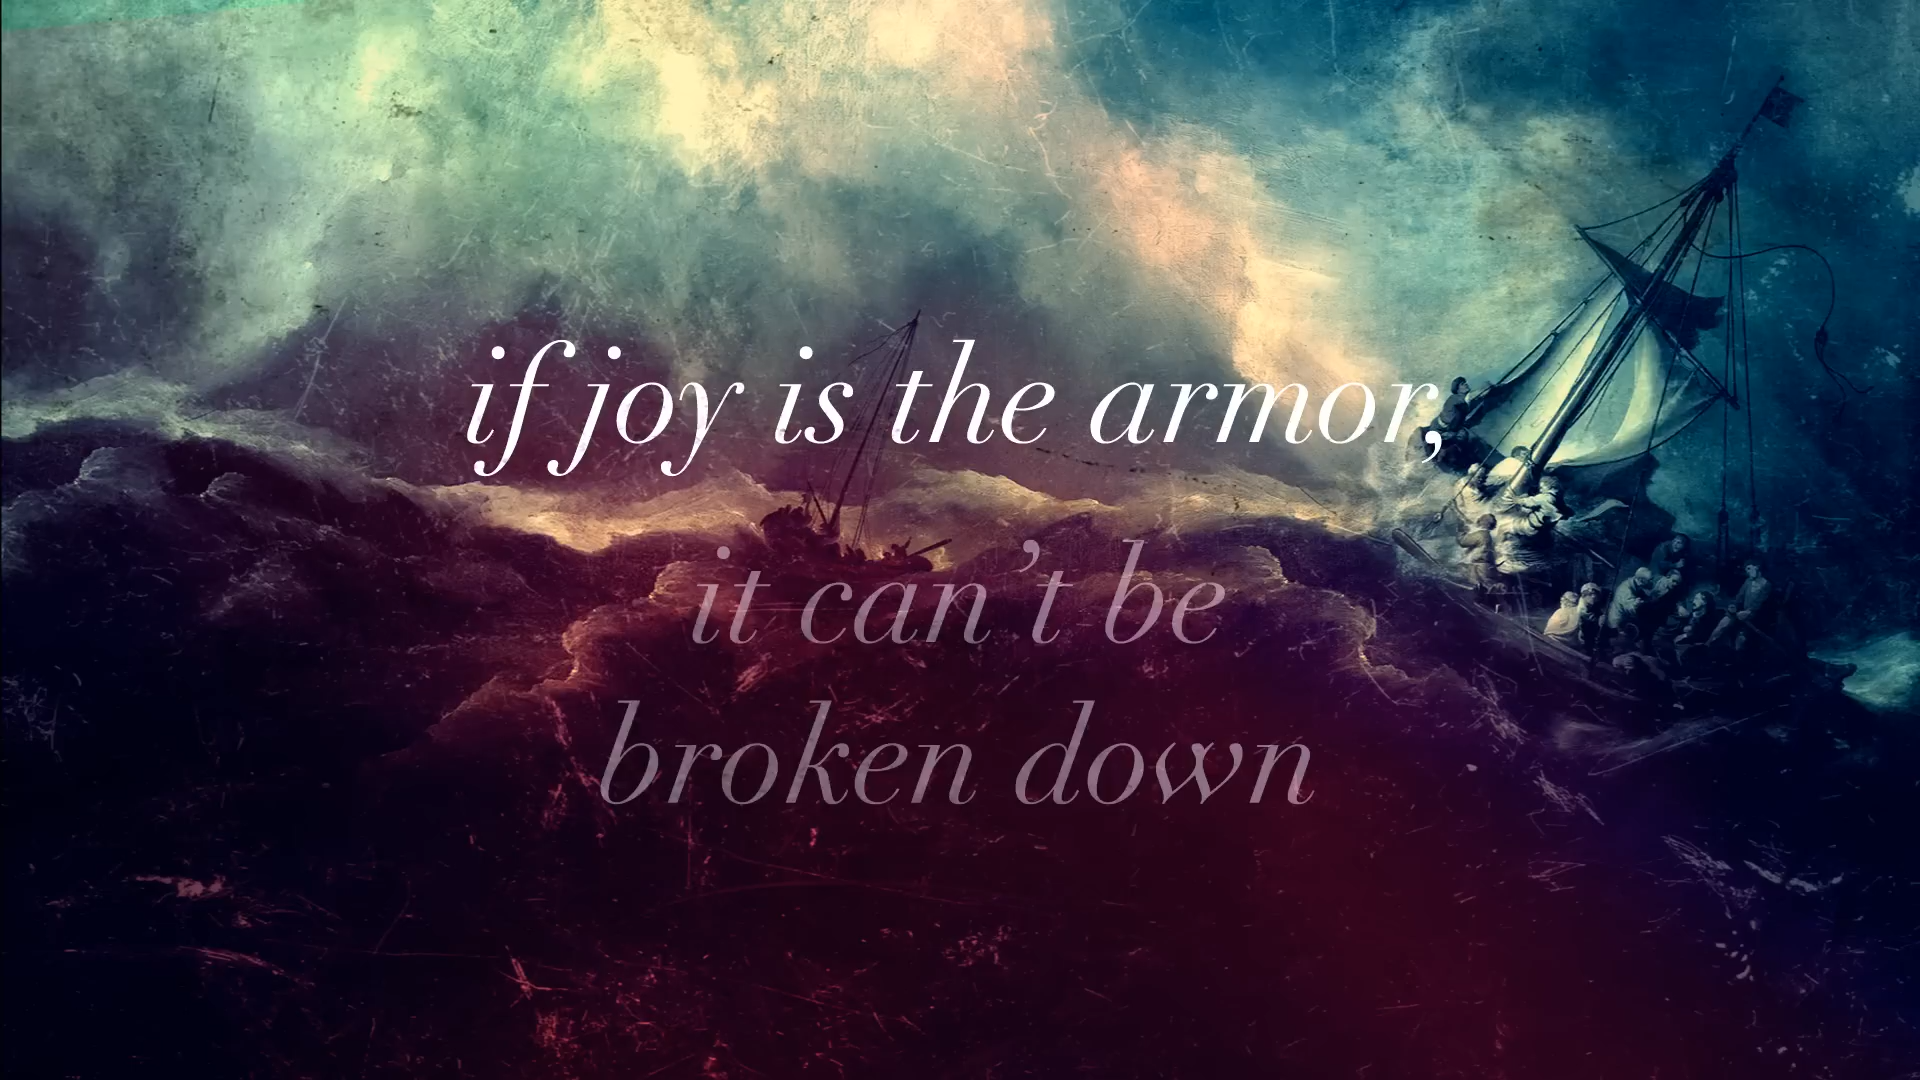 if joy is the armor,
it can’t be
broken down